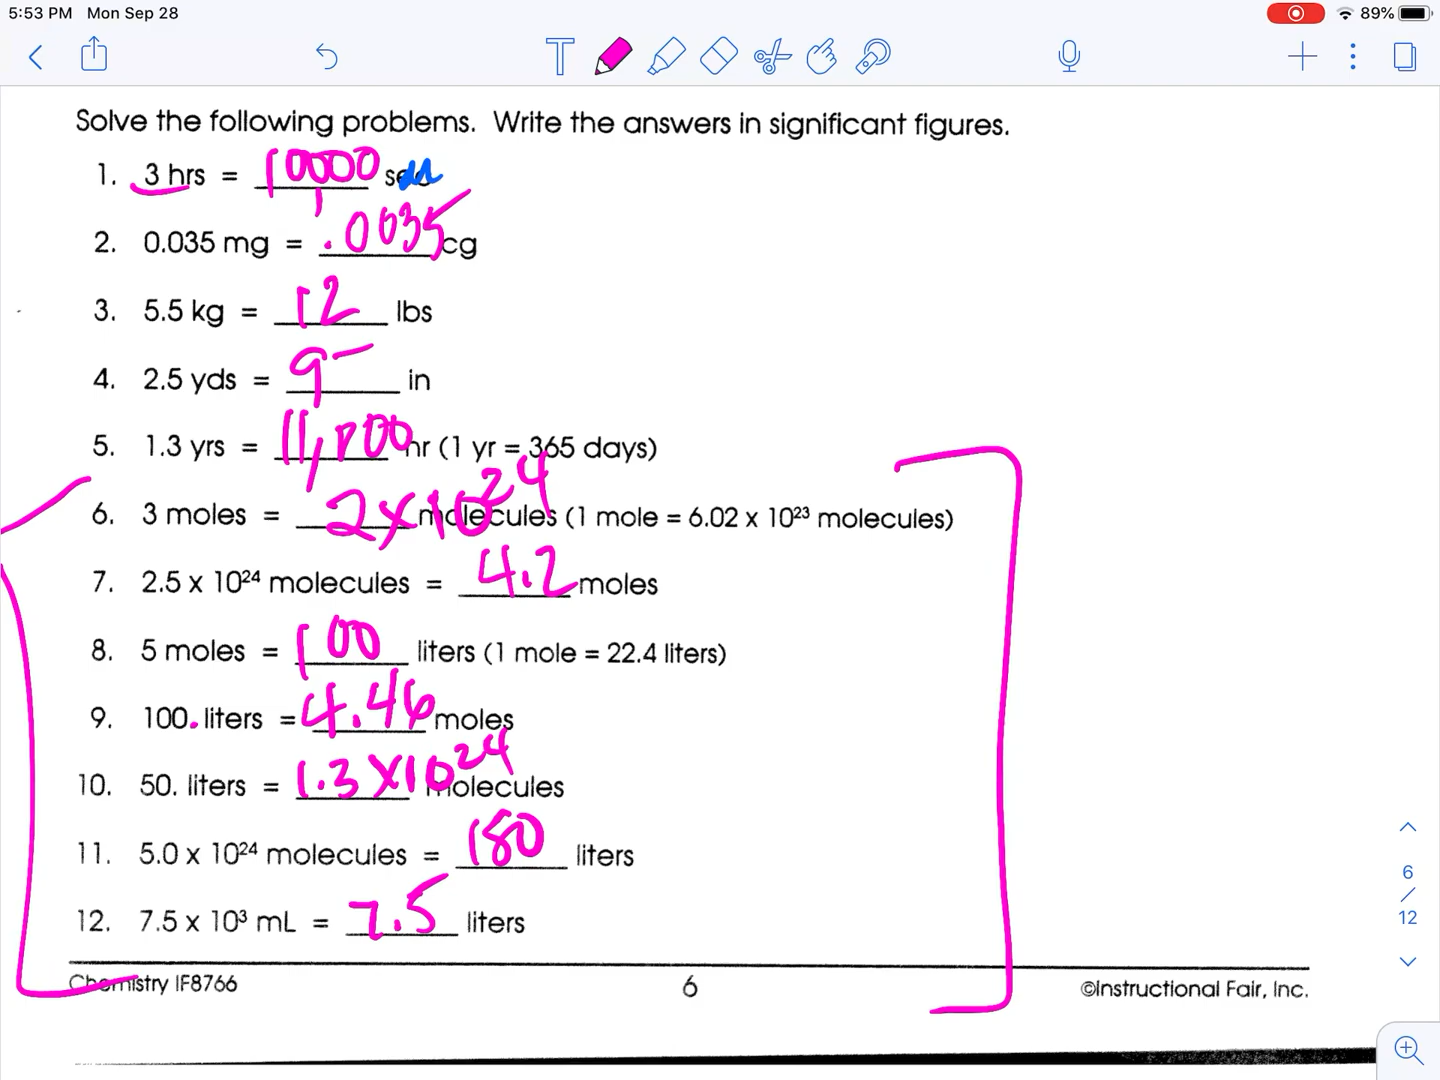 5:53 PM Mon Sep 28 89%
T
Solve the following problems. Write the answers in significant figures.
1. 3 hrs = 10000
2. 0.035 mg = .0035 cg
3. 5.5 kg = 12 lbs
4. 2.5 yds = in
5. 1.3 yrs = hr (1 yr = 365 days)
6. 3 moles = 2x10²⁴ molecules (1 mole = 6.02 x 10²³ molecules)
7. 2.5 x 10²⁴ molecules = 4.2 moles
8. 5 moles = 100 liters (1 mole = 22.4 liters)
9. 100. liters = 4.46 moles
10. 50. liters = 1.3x10²⁴ molecules
11. 5.0 x 10²⁴ molecules = 180 liters
12. 7.5 x 10³ mL = 7.5 liters
Chemistry IF8766 6 ©Instructional Fair, Inc.
6 / 12